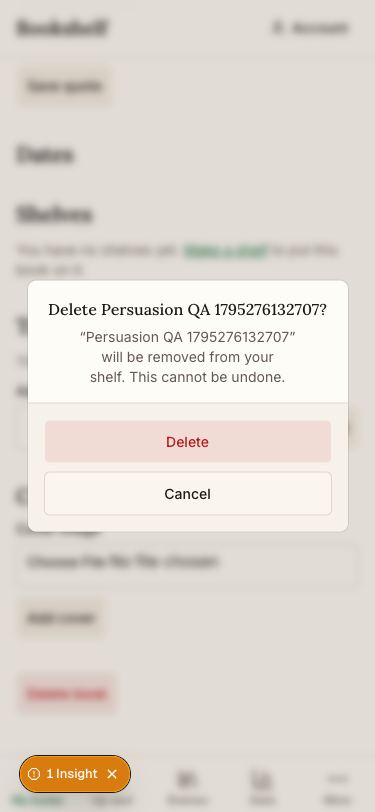 Bookshelf
Account
Save quote
Dates
Shelves
You have no shelves yet. Make a shelf to put this
book on it.
Delete Persuasion QA 1795276132707?
“Persuasion QA 1795276132707”
will be removed from your
shelf. This cannot be undone.
Delete
Cancel
Choose File No file chosen
Add cover
Delete book
1 Insight
More